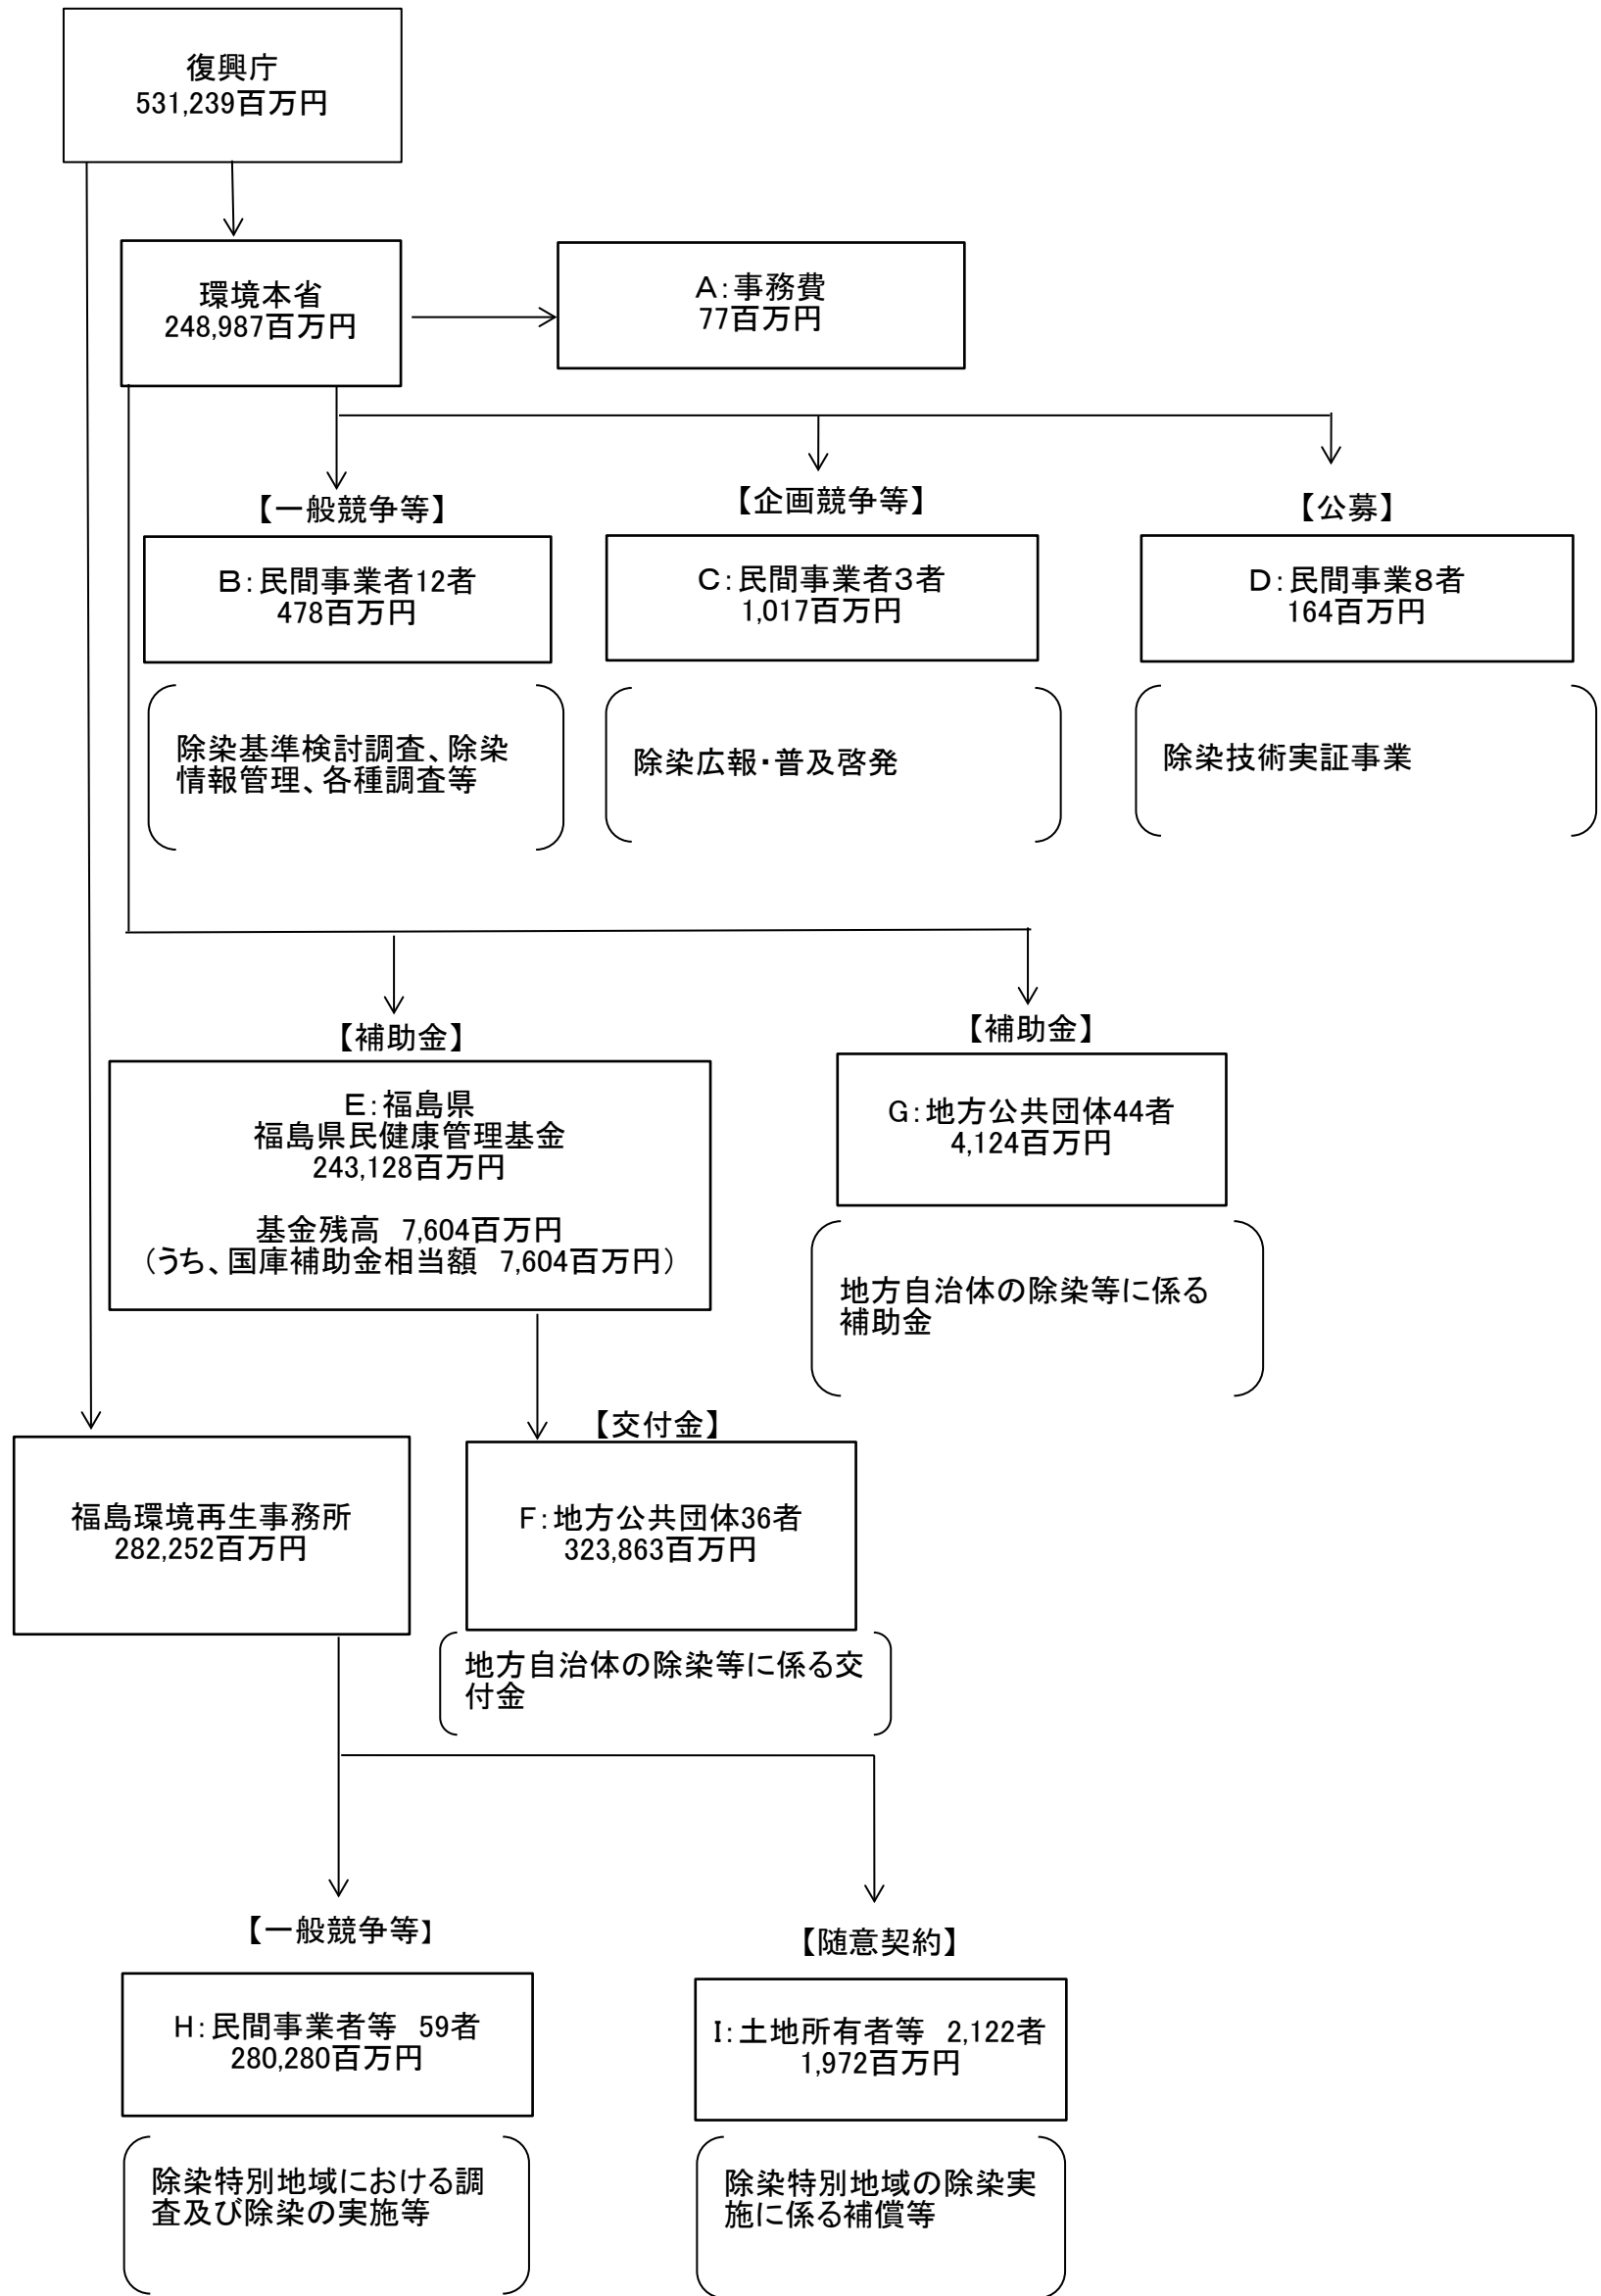 復興庁
531,239百万円
環境本省
248,987百万円
A:事務費
77百万円
【一般競争等】
【企画競争等】
【公募】
B:民間事業者12者
478百万円
C:民間事業者3者
1,017百万円
D:民間事業8者
164百万円
除染基準検討調査、除染
情報管理、各種調査等
除染広報・普及啓発
除染技術実証事業
【補助金】
【補助金】
E:福島県
福島県民健康管理基金
243,128百万円
基金残高　7,604百万円
(うち、国庫補助金相当額　7,604百万円)
G:地方公共団体44者
4,124百万円
地方自治体の除染等に係る
補助金
【交付金】
福島環境再生事務所
282,252百万円
F:地方公共団体36者
323,863百万円
地方自治体の除染等に係る交
付金
【一般競争等】
【随意契約】
H:民間事業者等　59者
280,280百万円
I:土地所有者等　2,122者
1,972百万円
除染特別地域における調
査及び除染の実施等
除染特別地域の除染実
施に係る補償等